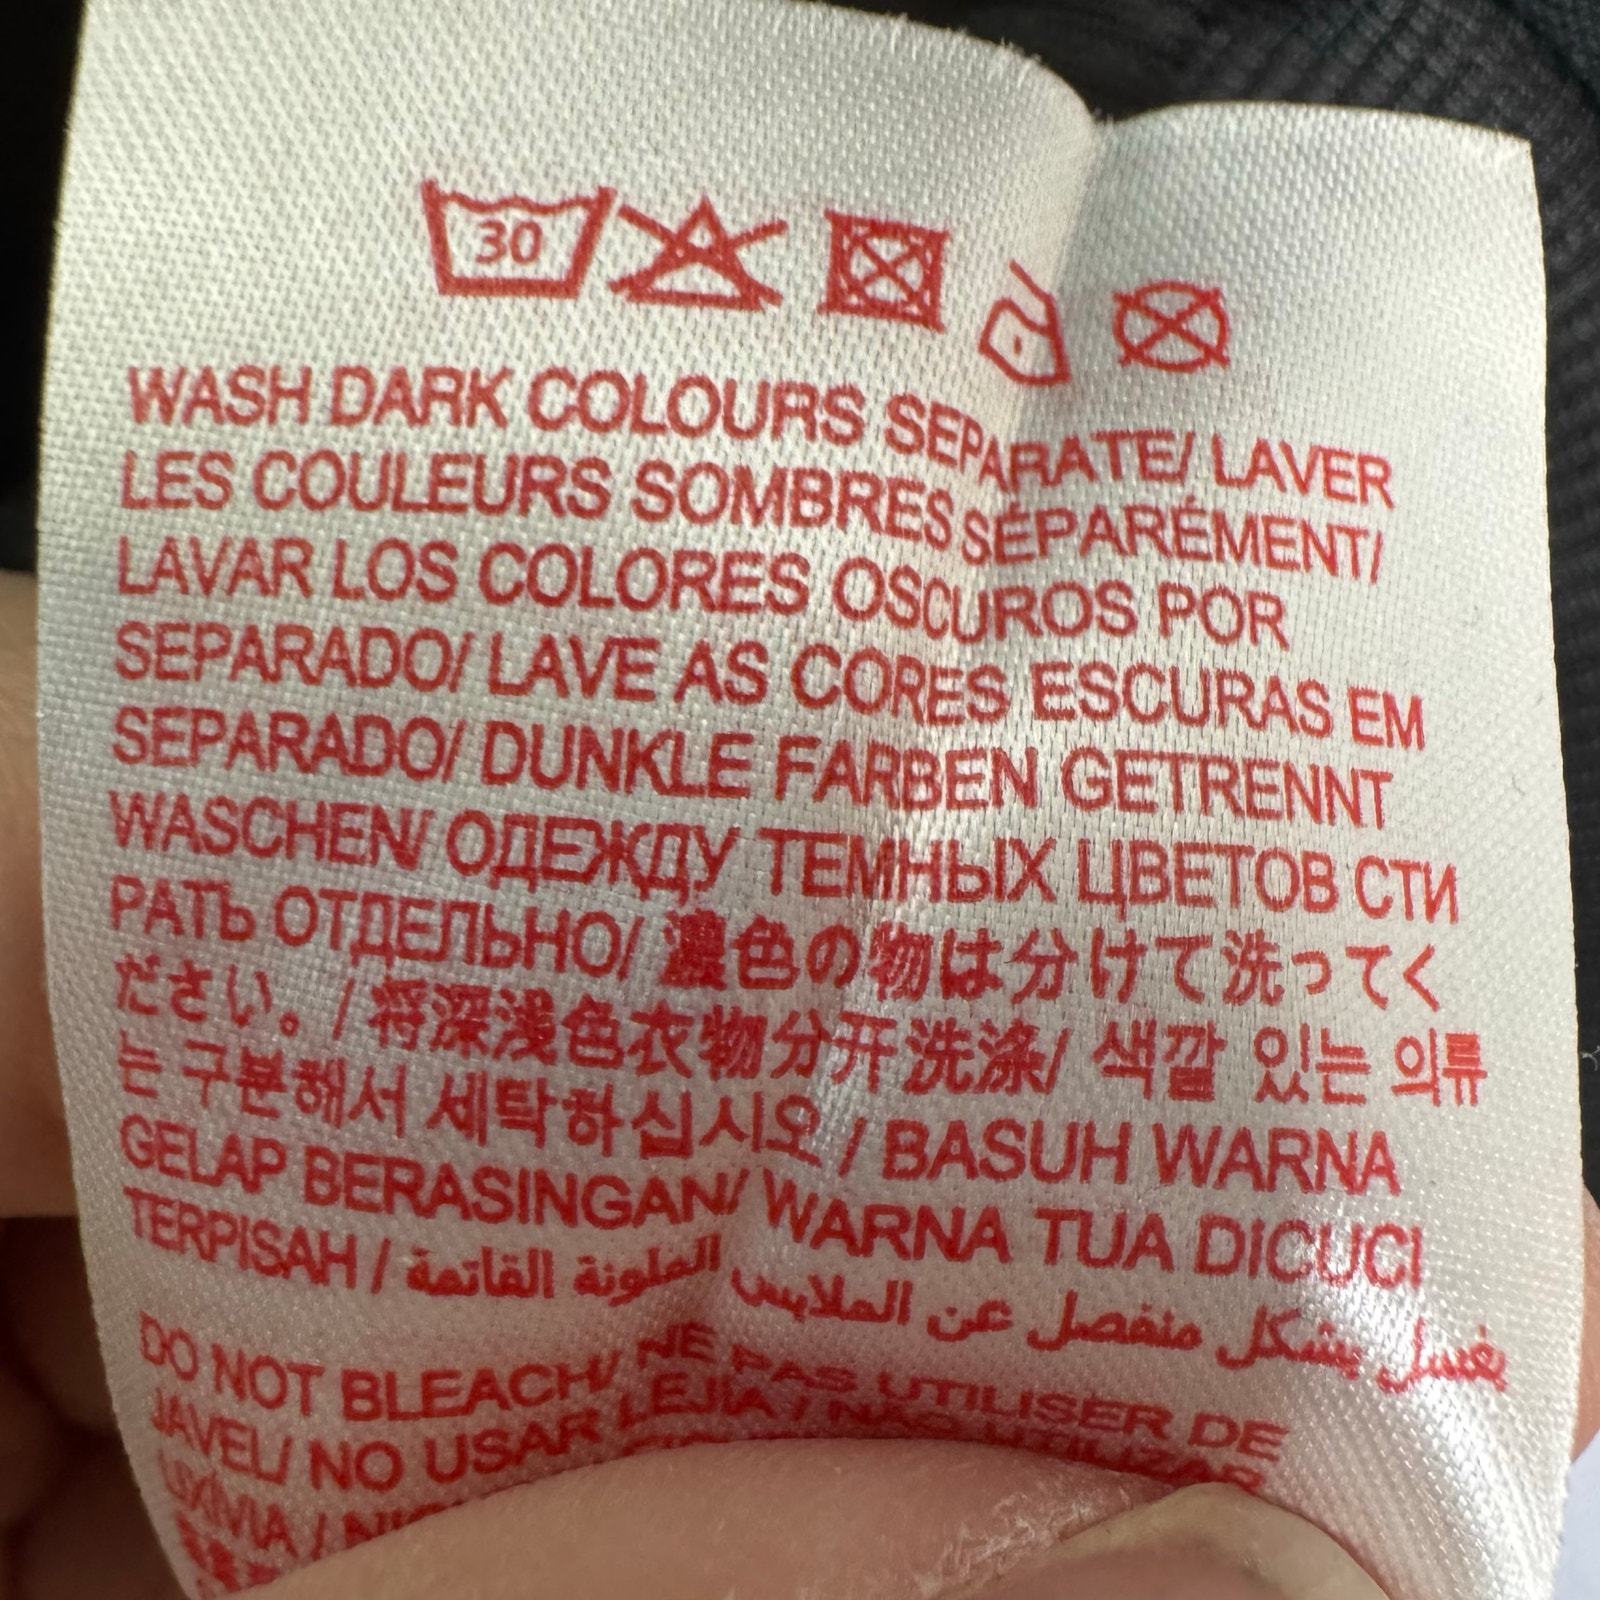 30
WASH DARK COLOURS SEPARATE/ LAVER
LES COULEURS SOMBRES SÉPARÉMENT/
LAVAR LOS COLORES OSCUROS POR
SEPARADO/ LAVE AS CORES ESCURAS EM
SEPARADO/ DUNKLE FARBEN GETRENNT
WASCHEN/ ОДЕЖДУ ТЕМНЫХ ЦВЕТОВ СТИ
РАТЬ ОТДЕЛЬНО/ 濃色の物は分けて洗ってく
ださい。/ 将深浅色衣物分开洗涤/ 색깔 있는 의류
는 구분해서 세탁하십시오 / BASUH WARNA
GELAP BERASINGAN/ WARNA TUA DICUCI
TERPISAH / يغسل بشكل منفصل عن الملابس الملونة القاتمة
DO NOT BLEACH/ NE PAS UTILISER DE
JAVEL/ NO USAR LEJIA / NÃO UTILIZAR
LIXÍVIA /